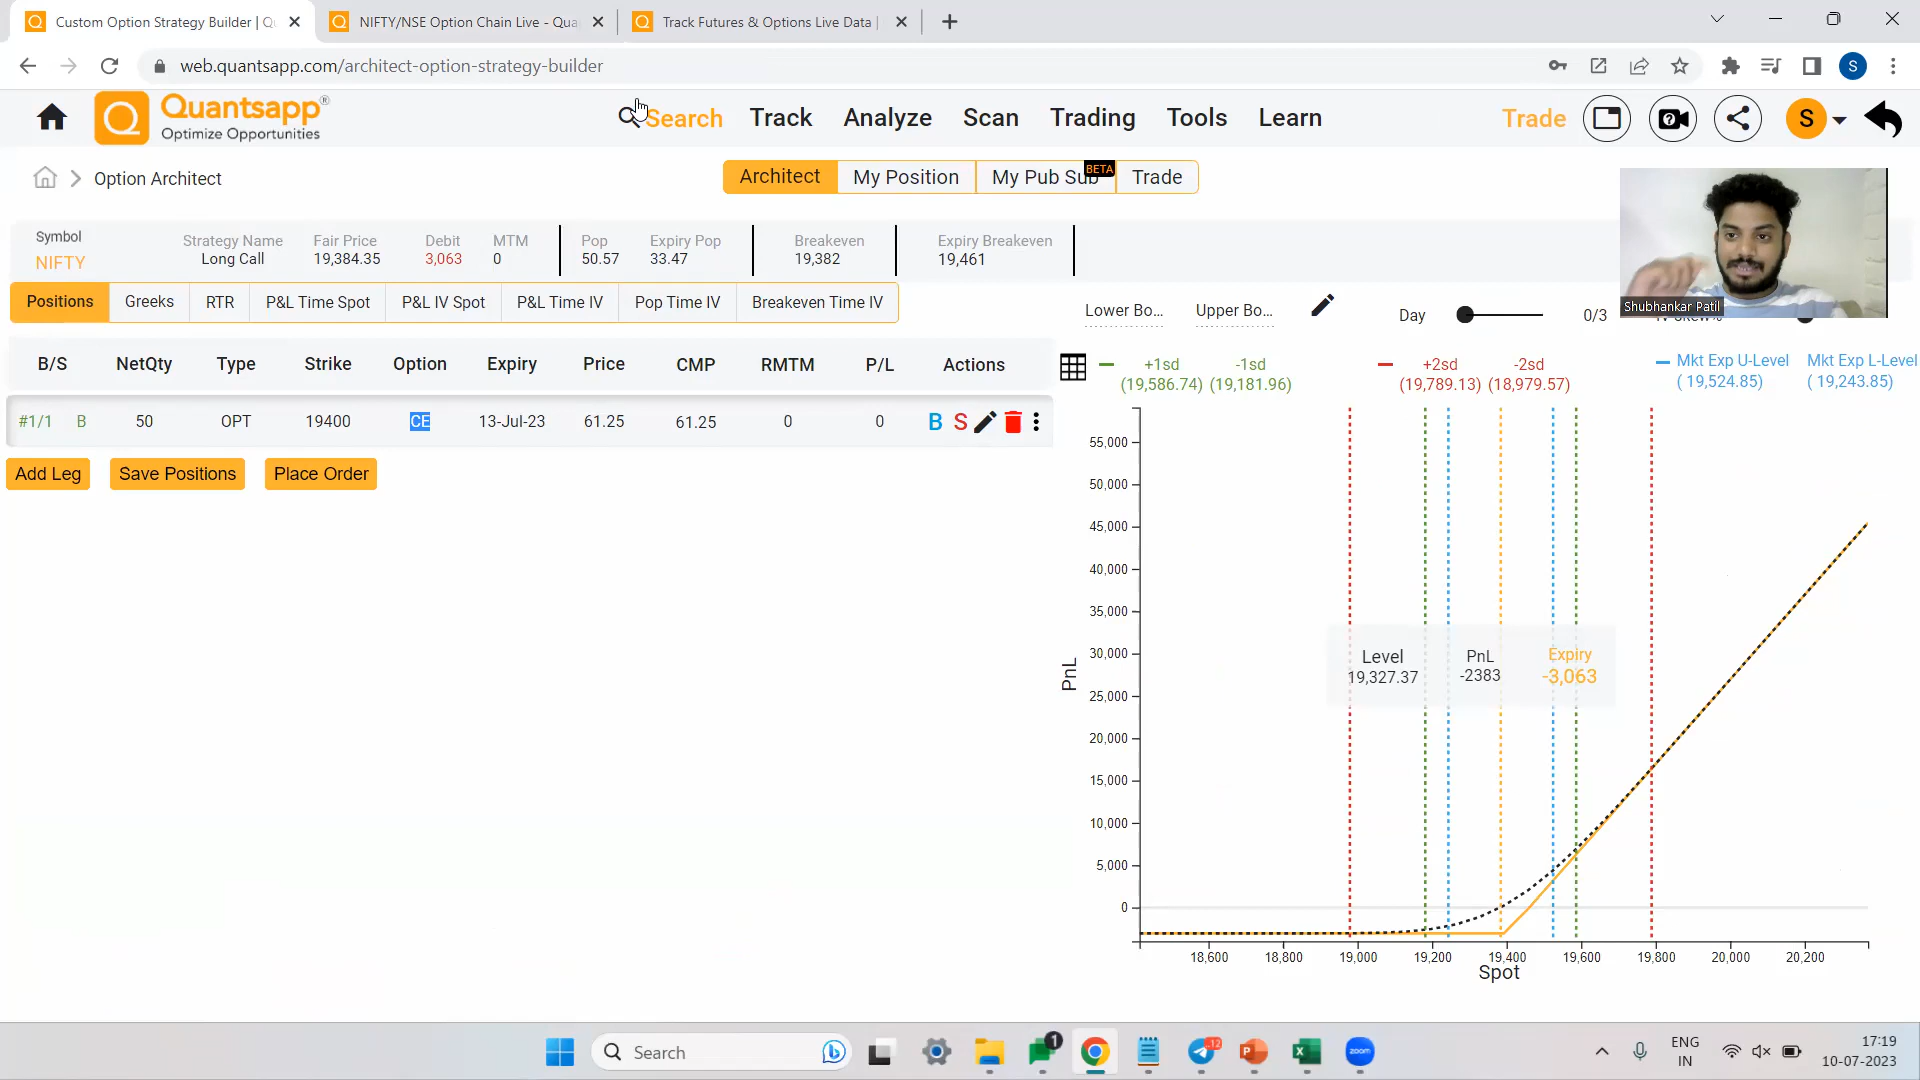 Custom Option Strategy Builder | Q
NIFTY/NSE Option Chain Live - Qua
Track Futures & Options Live Data |
web.quantsapp.com/architect-option-strategy-builder
S
Quantsapp®
Optimize Opportunities
Search
Track
Analyze
Scan
Trading
Tools
Learn
Trade
S
Option Architect
Architect
My Position
My Pub Sub
BETA
Trade
Symbol
NIFTY
Strategy Name
Long Call
Fair Price
19,384.35
Debit
3,063
MTM
0
Pop
50.57
Expiry Pop
33.47
Breakeven
19,382
Expiry Breakeven
19,461
Positions
Greeks
RTR
P&L Time Spot
P&L IV Spot
P&L Time IV
Pop Time IV
Breakeven Time IV
Lower Bo...
Upper Bo...
Day
0/3
Shubhankar Patil
B/S NetQty Type Strike Option Expiry Price CMP RMTM P/L Actions
#1/1 B 50 OPT 19400 CE 13-Jul-23 61.25 61.25 0 0 B S
Add Leg
Save Positions
Place Order
+1sd -1sd
(19,586.74) (19,181.96)
+2sd -2sd
(19,789.13) (18,979.57)
Mkt Exp U-Level Mkt Exp L-Level
( 19,524.85) ( 19,243.85)
55,000
50,000
45,000
40,000
35,000
30,000
25,000
20,000
15,000
10,000
5,000
0
PnL
Level
19,327.37
PnL
-2383
Expiry
-3,063
18,600 18,800 19,000 19,200 19,400 19,600 19,800 20,000 20,200
Spot
Search
1
12
zoom
ENG
IN
17:19
10-07-2023